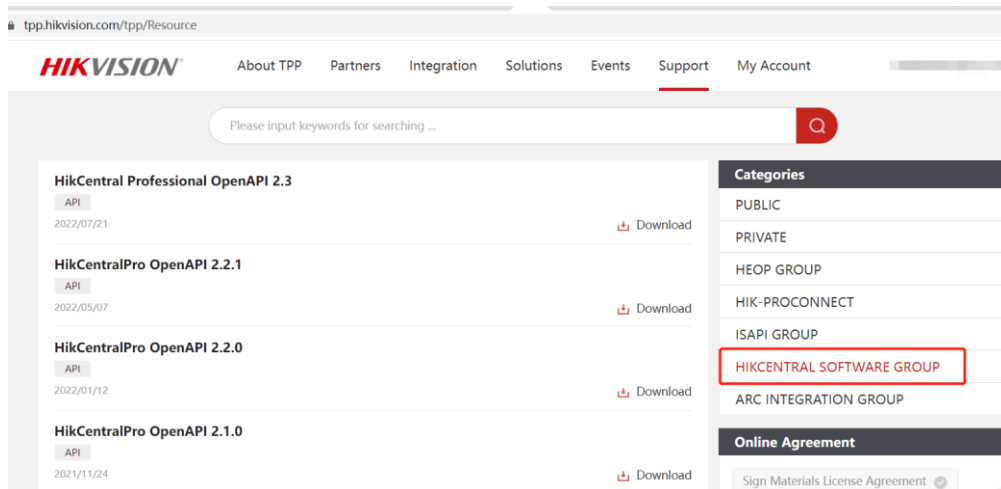 tpp.hikvision.com/tpp/Resource
HIKVISION
About TPP Partners Integration Solutions Events Support My Account
Please input keywords for searching ...
HikCentral Professional OpenAPI 2.3
API
2022/07/21
Download
HikCentralPro OpenAPI 2.2.1
API
2022/05/07
Download
HikCentralPro OpenAPI 2.2.0
API
2022/01/12
Download
HikCentralPro OpenAPI 2.1.0
API
2021/11/24
Download
Categories
PUBLIC
PRIVATE
HEOP GROUP
HIK-PROCONNECT
ISAPI GROUP
HIKCENTRAL SOFTWARE GROUP
ARC INTEGRATION GROUP
Online Agreement
Sign Materials License Agreement